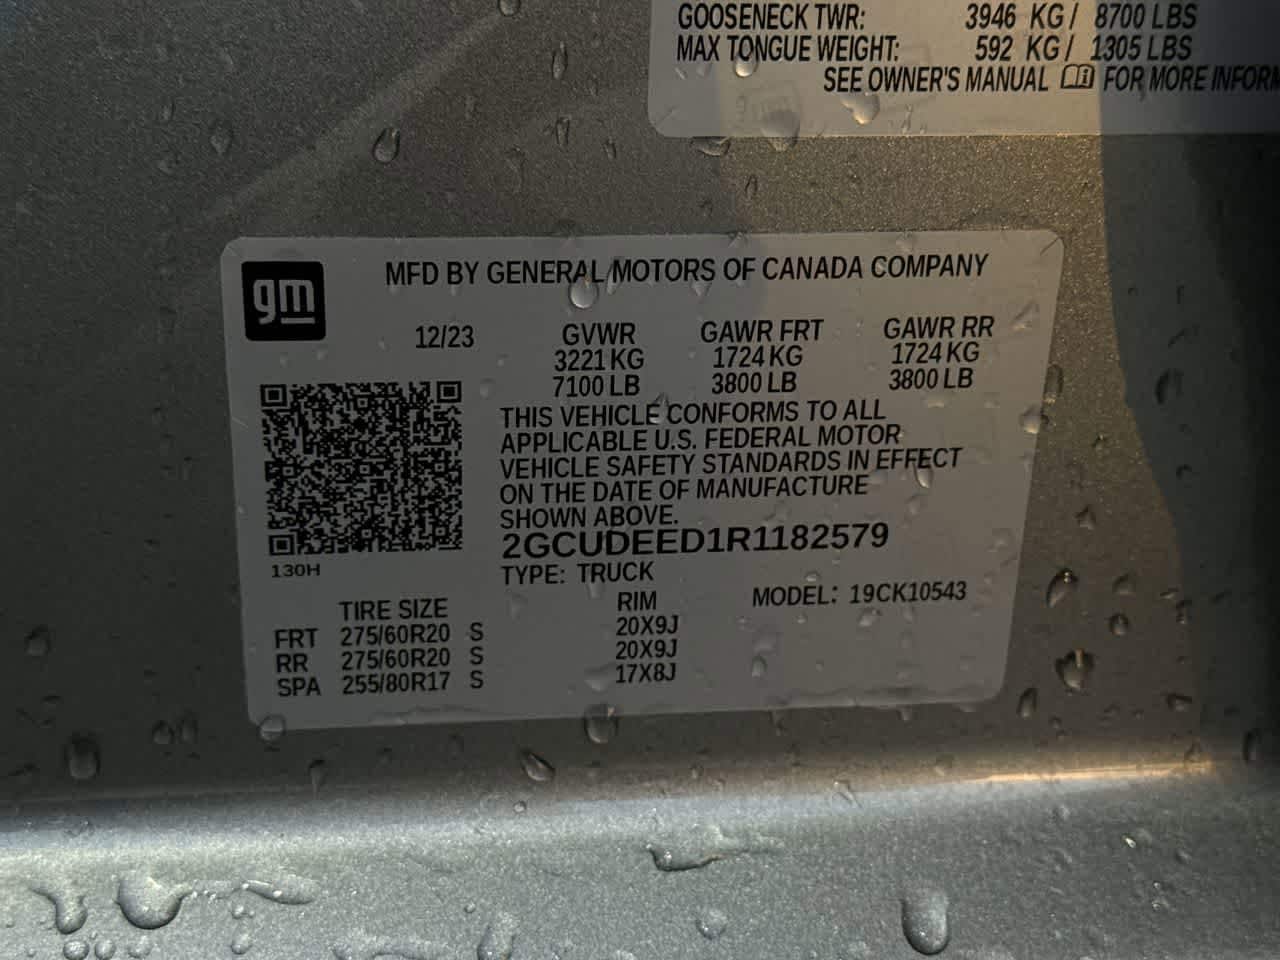 GOOSENECK TWR: 3946 KG / 8700 LBS
MAX TONGUE WEIGHT: 592 KG / 1305 LBS
SEE OWNER'S MANUAL FOR MORE INFORM
gm
MFD BY GENERAL MOTORS OF CANADA COMPANY
12/23 GVWR GAWR FRT GAWR RR
3221 KG 1724 KG 1724 KG
7100 LB 3800 LB 3800 LB
THIS VEHICLE CONFORMS TO ALL
APPLICABLE U.S. FEDERAL MOTOR
VEHICLE SAFETY STANDARDS IN EFFECT
ON THE DATE OF MANUFACTURE
SHOWN ABOVE.
2GCUDEED1R1182579
130H
TYPE: TRUCK
MODEL: 19CK10543
TIRE SIZE RIM
FRT 275/60R20 S 20X9J
RR 275/60R20 S 20X9J
SPA 255/80R17 S 17X8J